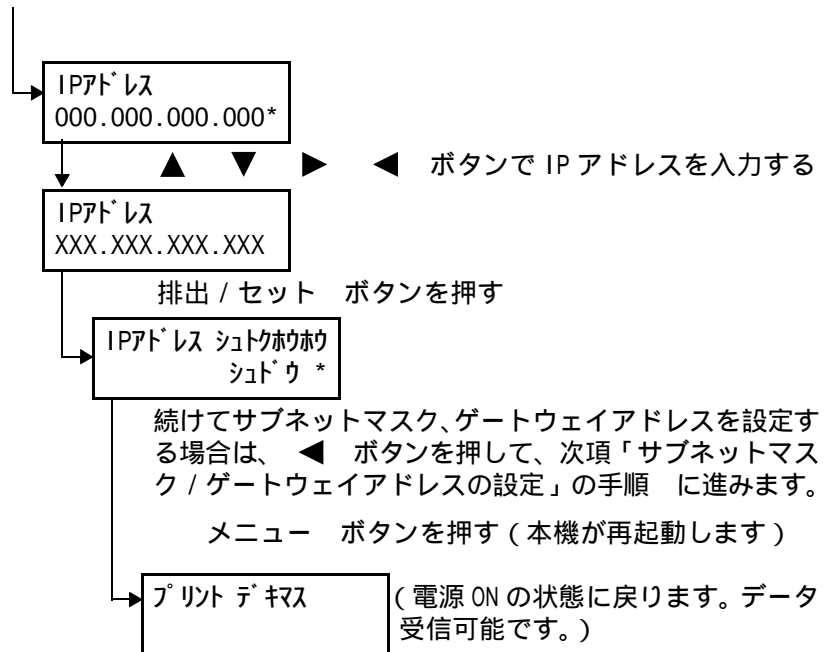 IPｱﾄﾞﾚｽ
000.000.000.000*
▲ ▼ ▶ ◀ ボタンで IP アドレスを入力する
IPｱﾄﾞﾚｽ
XXX.XXX.XXX.XXX
排出 / セット ボタンを押す
IPｱﾄﾞﾚｽ ｼｭﾄｸﾎｳﾎｳ
ｼｭﾄﾞｳ *
続けてサブネットマスク、ゲートウェイアドレスを設定す
る場合は、 ◀ ボタンを押して、次項「サブネットマス
ク / ゲートウェイアドレスの設定」の手順 に進みます。
メニュー ボタンを押す ( 本機が再起動します )
ﾌﾟﾘﾝﾄ ﾃﾞｷﾏｽ
( 電源 ON の状態に戻ります。データ
受信可能です。)